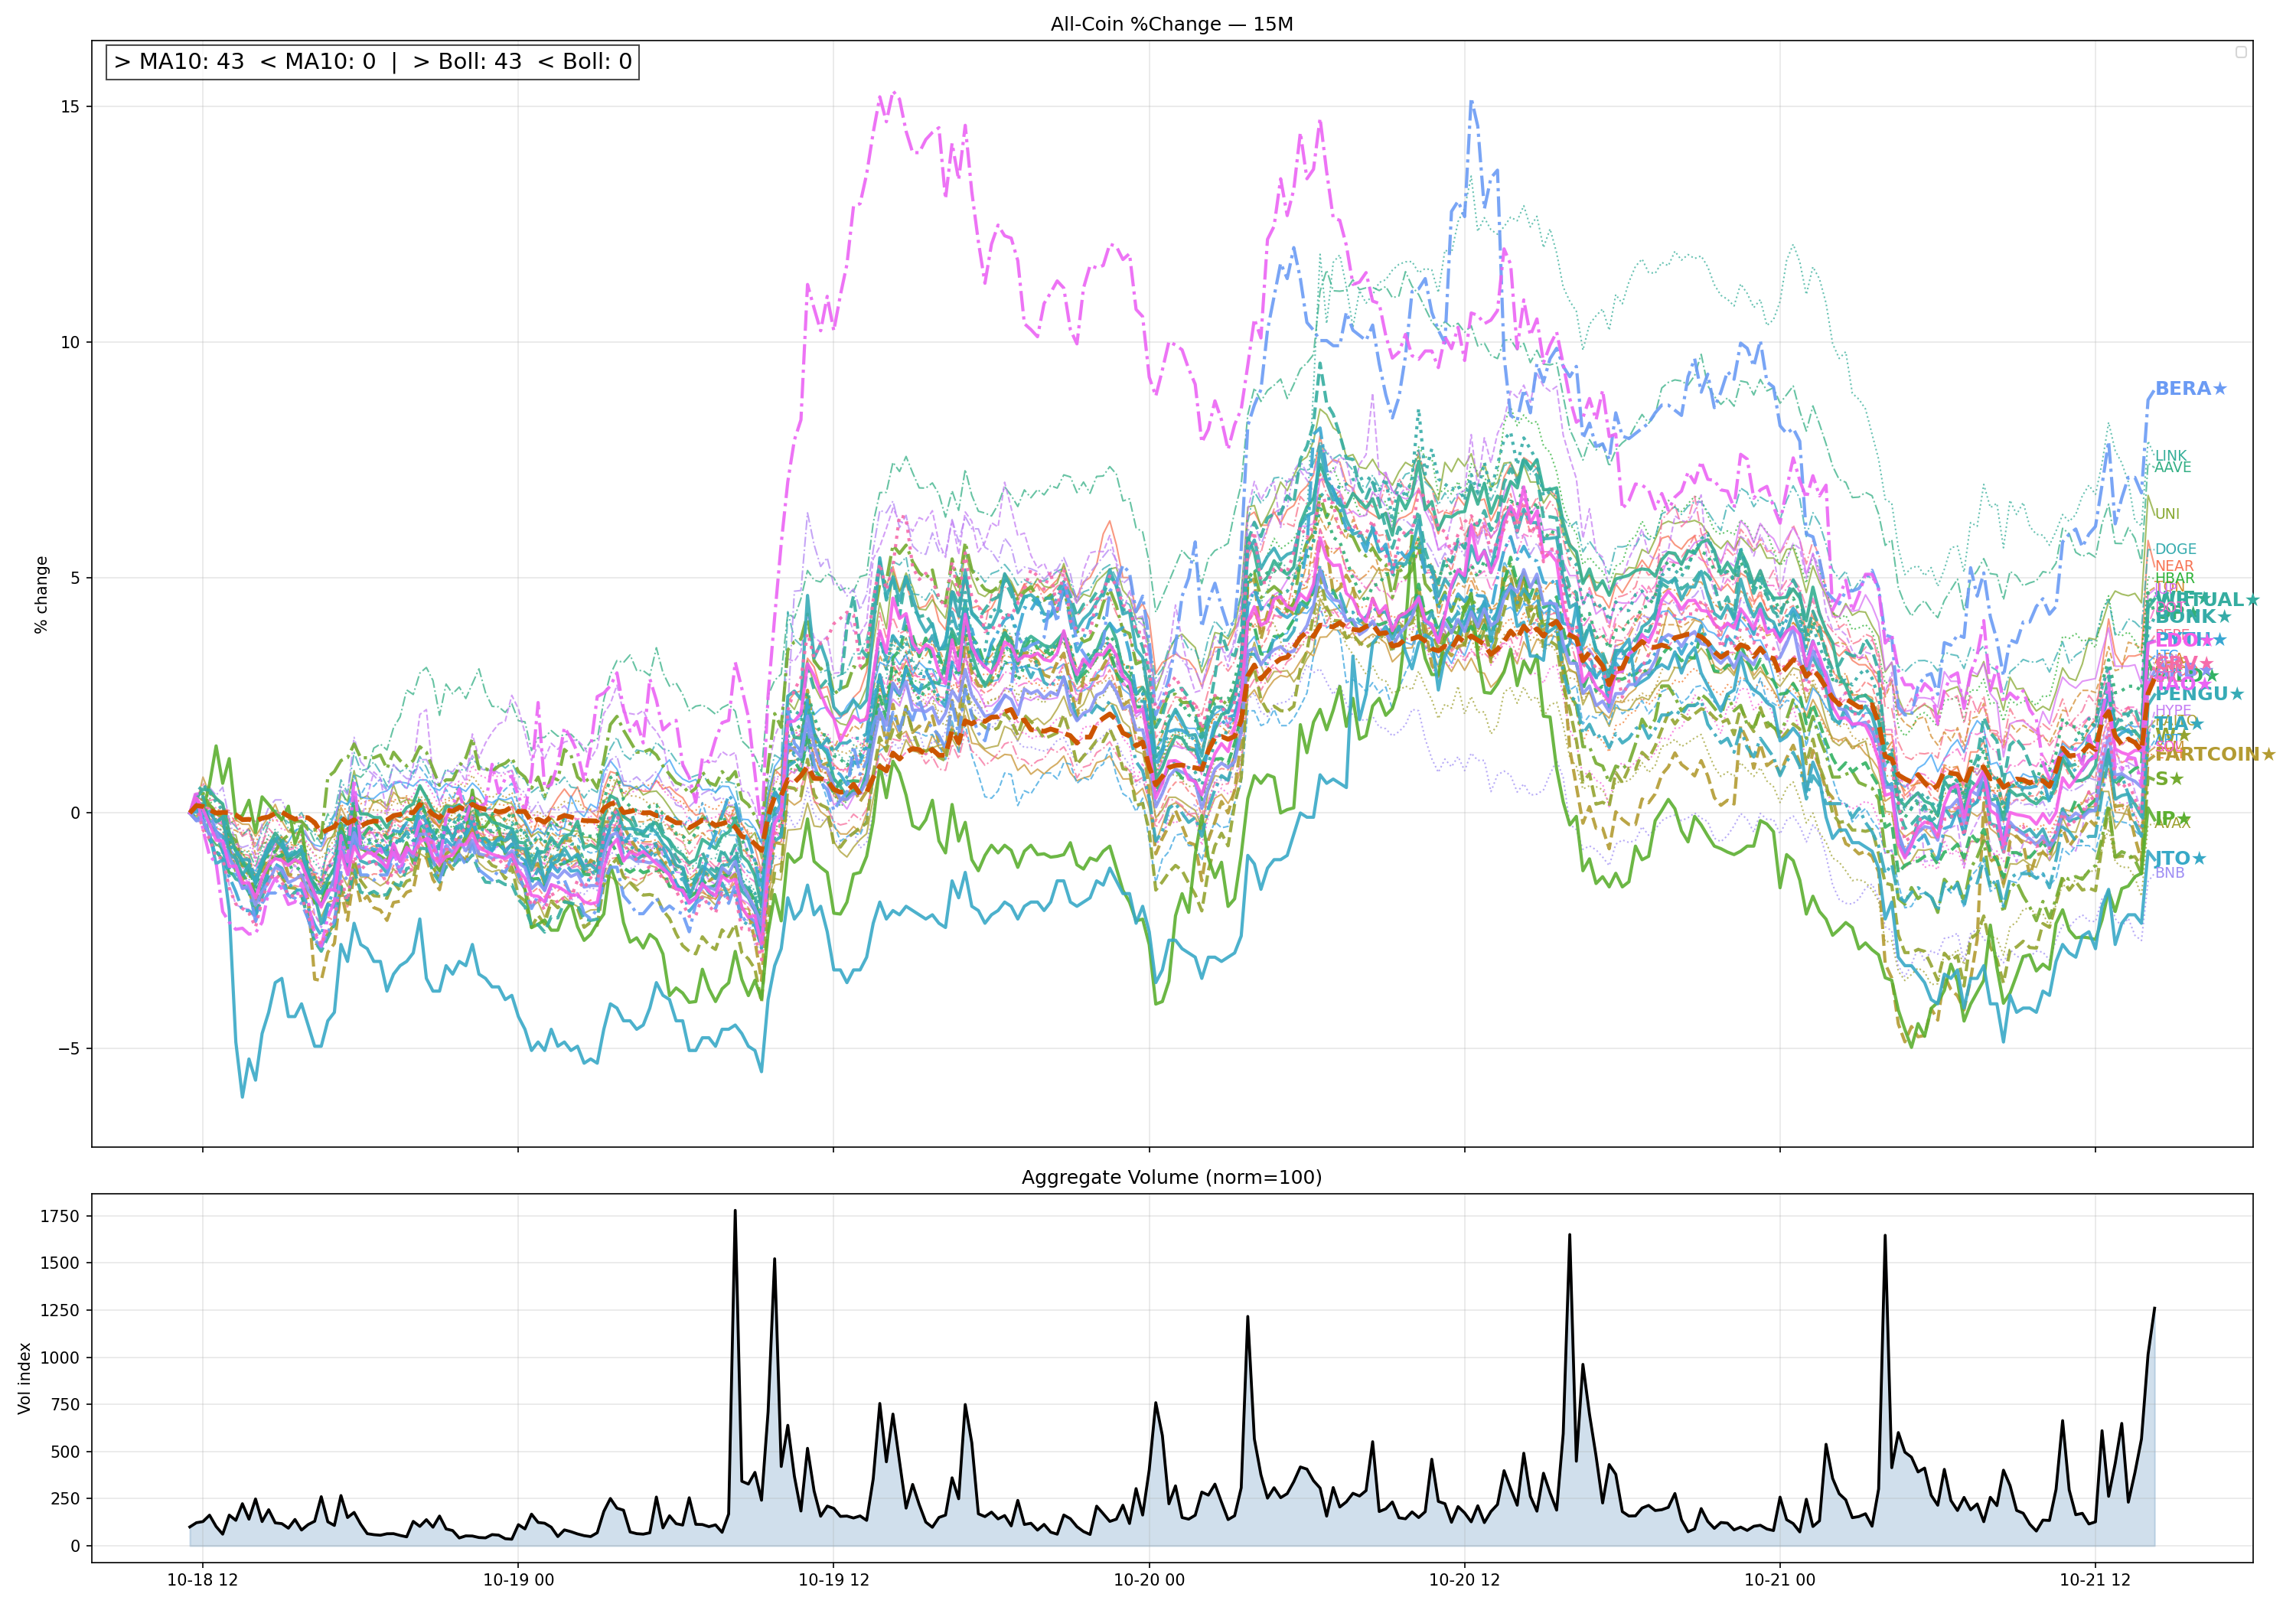 All-Coin %Change — 15M
> MA10: 43  < MA10: 0  |  > Boll: 43  < Boll: 0
% change
15
10
5
0
−5
BERA★
LINK
AAVE
UNI
DOGE
NEAR
HBAR
VIRTUAL★
BONK★
PENGU★
HYPE
FARTCOIN★
S★
IP★
AVAX
JTO★
BNB
Aggregate Volume (norm=100)
Vol index
1750
1500
1250
1000
750
500
250
0
10-18 12
10-19 00
10-19 12
10-20 00
10-20 12
10-21 00
10-21 12